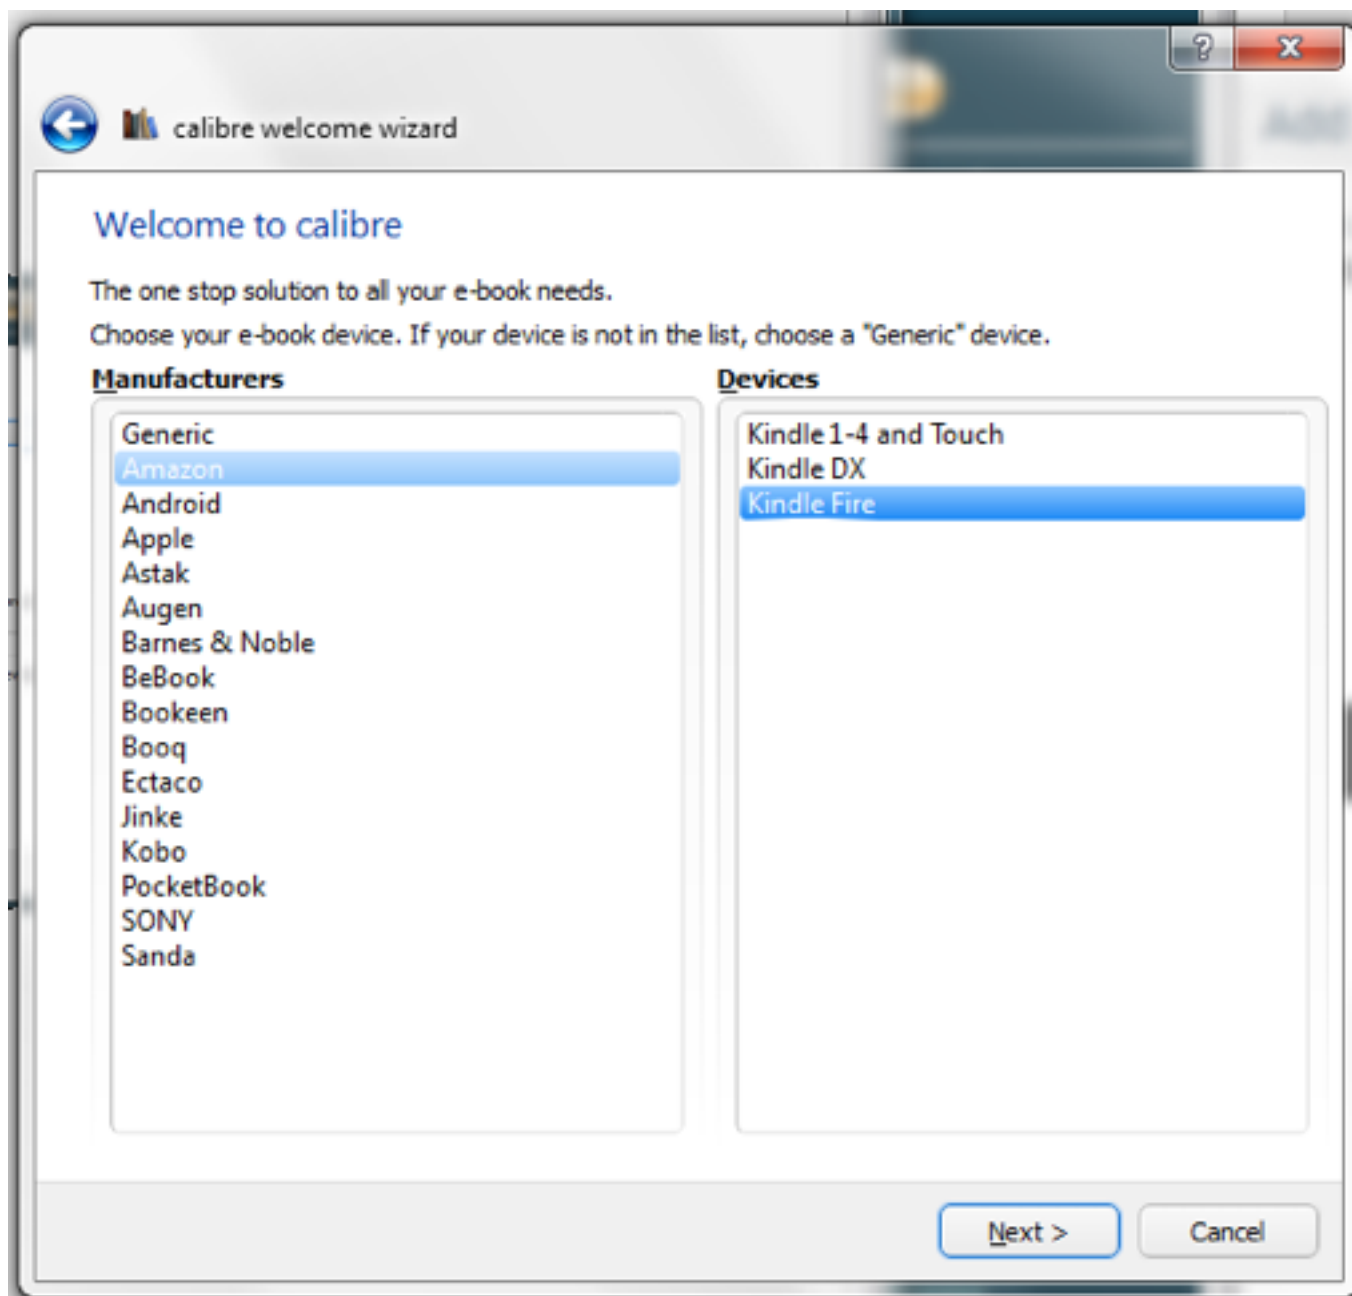 ?
x
Add
calibre welcome wizard
Welcome to calibre
The one stop solution to all your e-book needs.
Choose your e-book device. If your device is not in the list, choose a "Generic" device.
Manufacturers
Generic
Amazon
Android
Apple
Astak
Augen
Barnes & Noble
BeBook
Bookeen
Booq
Ectaco
Jinke
Kobo
PocketBook
SONY
Sanda
Devices
Kindle 1-4 and Touch
Kindle DX
Kindle Fire
Next >
Cancel